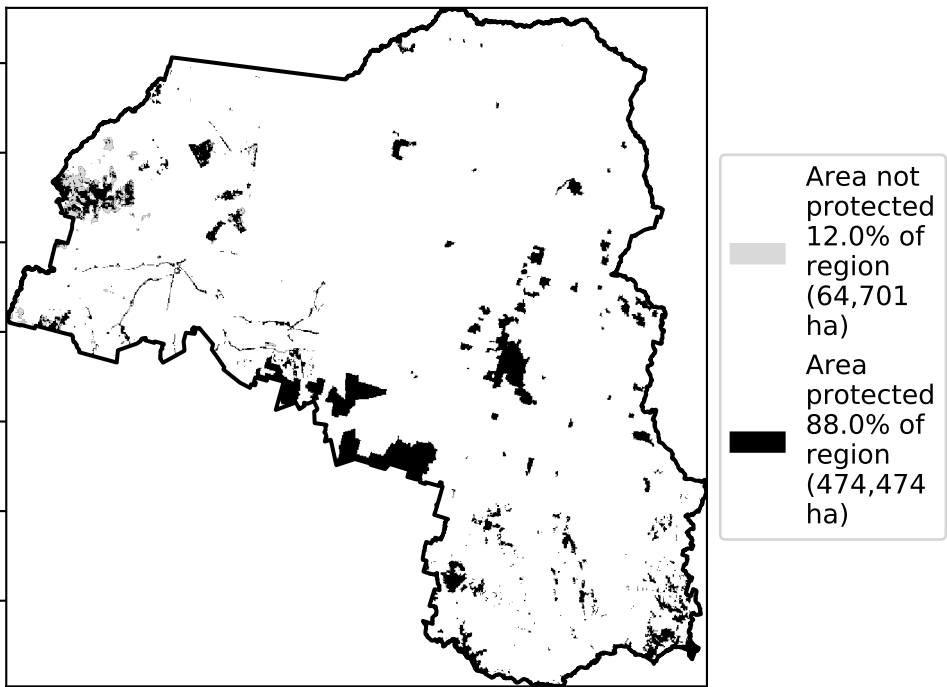 Area not
protected
12.0% of
region
(64,701
ha)
Area
protected
88.0% of
region
(474,474
ha)